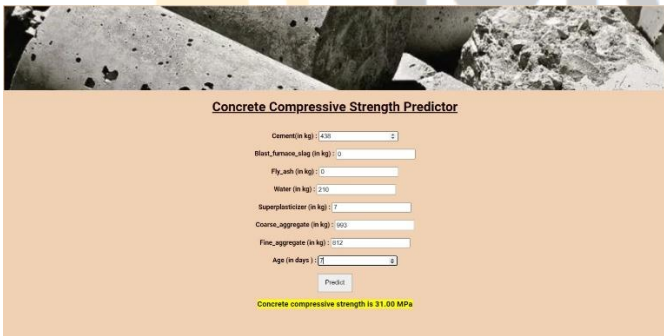 Concrete Compressive Strength Predictor
Cement(in kg) : 438
Blast_furnace_slag (in kg) : 0
Fly_ash (in kg) : 0
Water (in kg) : 210
Superplasticizer (in kg) : 7
Coarse_aggregate (in kg) :
Fine_aggregate (in kg) : 612
Age (in days ) : 7
Predict
Concrete compressive strength is 31.00 MPa